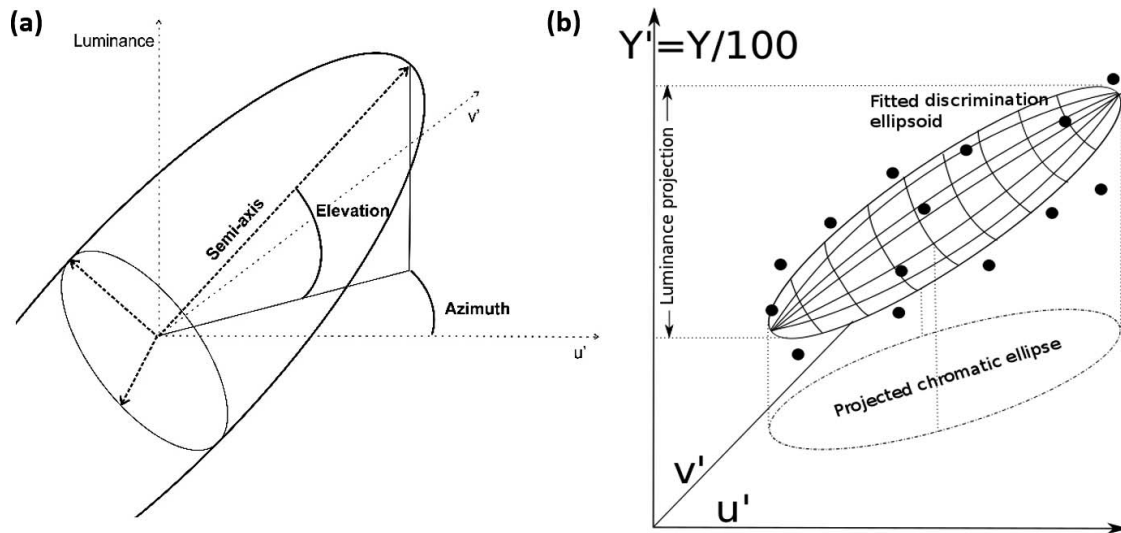 (a)
Luminance
v'
Semi-axis
Elevation
Azimuth
u'
(b)
Y'=Y/100
Fitted discrimination
ellipsoid
Luminance projection
Projected chromatic ellipse
v'
u'